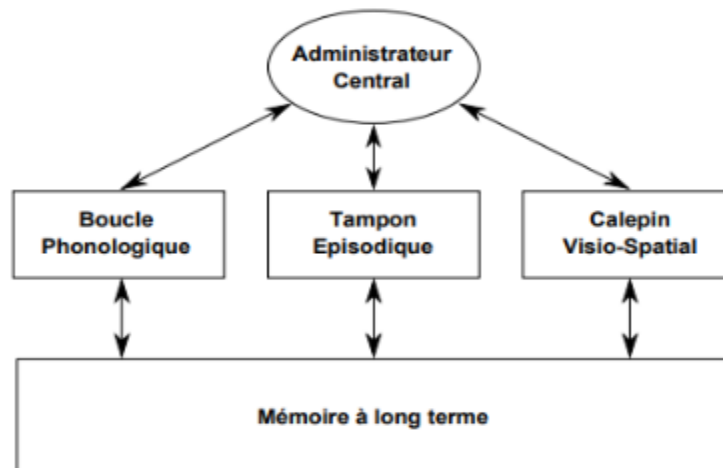 Administrateur
Central
Boucle
Phonologique
Tampon
Episodique
Calepin
Visio-Spatial
Mémoire à long terme